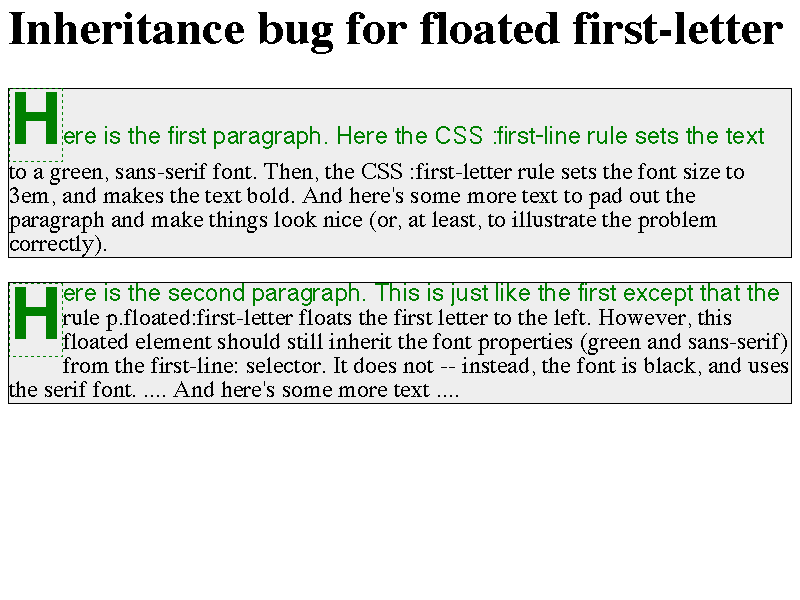 Inheritance bug for floated first-letter
Here is the first paragraph. Here the CSS :first-line rule sets the text
to a green, sans-serif font. Then, the CSS :first-letter rule sets the font size to
3em, and makes the text bold. And here's some more text to pad out the
paragraph and make things look nice (or, at least, to illustrate the problem
correctly).
Here is the second paragraph. This is just like the first except that the
rule p.floated:first-letter floats the first letter to the left. However, this
floated element should still inherit the font properties (green and sans-serif)
from the first-line: selector. It does not -- instead, the font is black, and uses
the serif font. .... And here's some more text ....